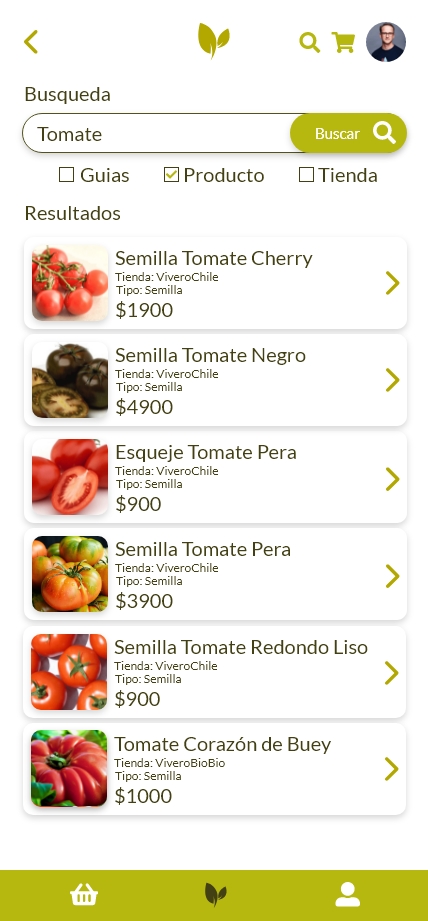 Busqueda
Tomate
Buscar
Guias
Producto
Tienda
Resultados
Semilla Tomate Cherry
Tienda: ViveroChile
Tipo: Semilla
$1900
Semilla Tomate Negro
Tienda: ViveroChile
Tipo: Semilla
$4900
Esqueje Tomate Pera
Tienda: ViveroChile
Tipo: Semilla
$900
Semilla Tomate Pera
Tienda: ViveroChile
Tipo: Semilla
$3900
Semilla Tomate Redondo Liso
Tienda: ViveroChile
Tipo: Semilla
$900
Tomate Corazón de Buey
Tienda: ViveroBioBio
Tipo: Semilla
$1000